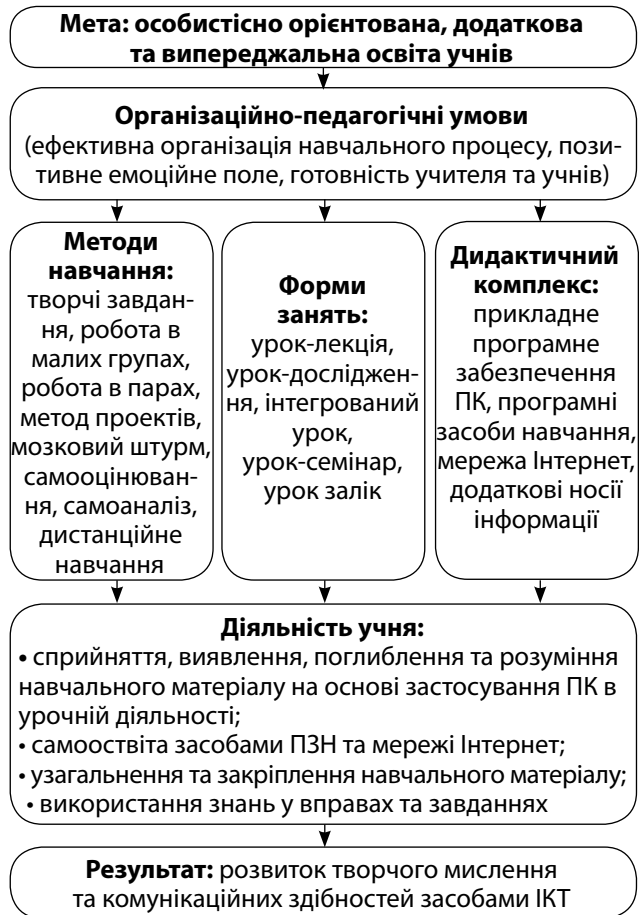 Мета: особистісно орієнтована, додаткова
та випереджальна освіта учнів
Організаційно-педагогічні умови
(ефективна організація навчального процесу, пози-
тивне емоційне поле, готовність учителя та учнів)
Методи
навчання:
творчі завдан-
ня, робота в
малих групах,
робота в парах,
метод проектів,
мозковий штурм,
самооцінюван-
ня, самоаналіз,
дистанційне
навчання
Форми
занять:
урок-лекція,
урок-дослiджен-
ня, інтегрований
урок,
урок-семінар,
урок залік
Дидактичний
комплекс:
прикладне
програмне
забезпечення
ПК, програмні
засоби навчання,
мережа Інтернет,
додаткові носії
інформації
Діяльність учня:
• сприйняття, виявлення, поглиблення та розуміння
навчального матеріалу на основі застосування ПК в
урочній діяльності;
• самооствіта засобами ПЗН та мережі Інтернет;
• узагальнення та закріплення навчального матеріалу;
• використання знань у вправах та завданнях
Результат: розвиток творчого мислення
та комунікаційних здібностей засобами ІКТ